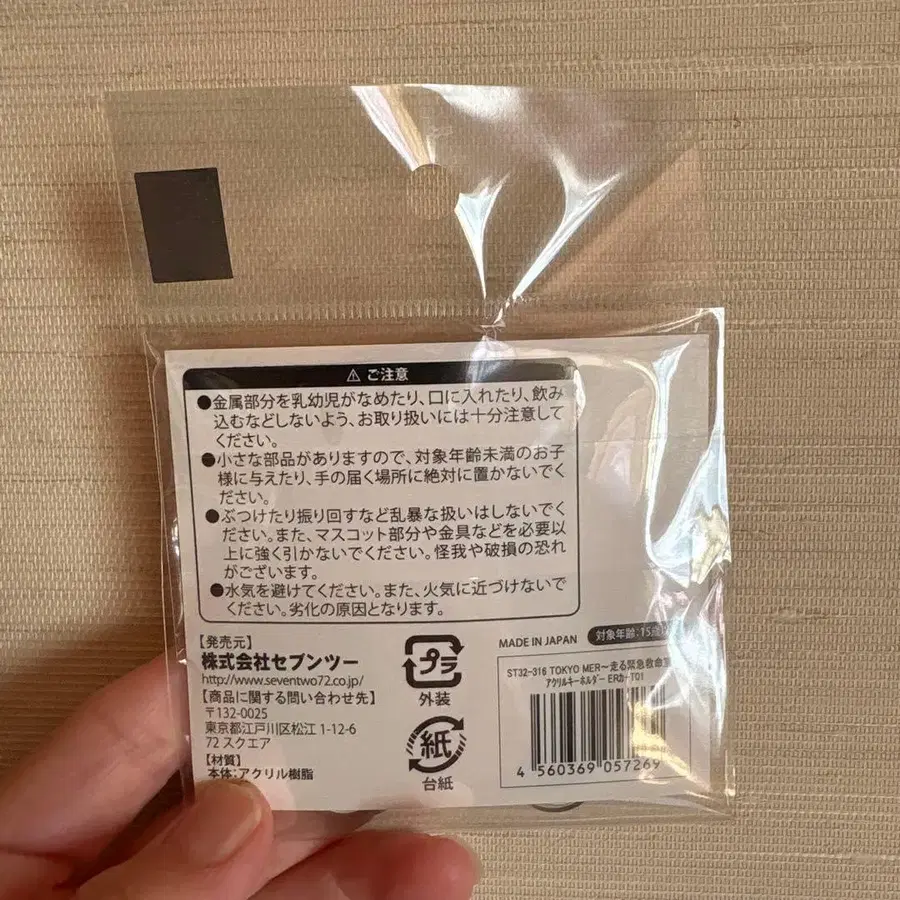 ⚠ ご注意
●金属部分を乳幼児がなめたり、口に入れたり、飲み
込むなどしないよう、お取り扱いには十分注意して
ください。
●小さな部品がありますので、対象年齢未満のお子
様に与えたり、手の届く場所に絶対に置かないでく
ださい。
●ぶつけたり振り回すなど乱暴な扱いはしないでく
ださい。また、マスコット部分や金具などを必要以
上に強く引かないでください。怪我や破損の恐れ
がございます。
●水気を避けてください。また、火気に近づけないで
ください。劣化の原因となります。
【発売元】
株式会社セブンツー
http://www.seventwo72.co.jp/
【商品に関する問い合わせ先】
〒132-0025
東京都江戸川区松江 1-12-6
72 スクエア
【材質】
本体:アクリル樹脂
プラ
外装
紙
台紙
MADE IN JAPAN
対象年齢:15歳
ST32-316 TOKYO MER～走る緊急救命室
アクリルキーホルダー ERカーT01
4 560369 057269